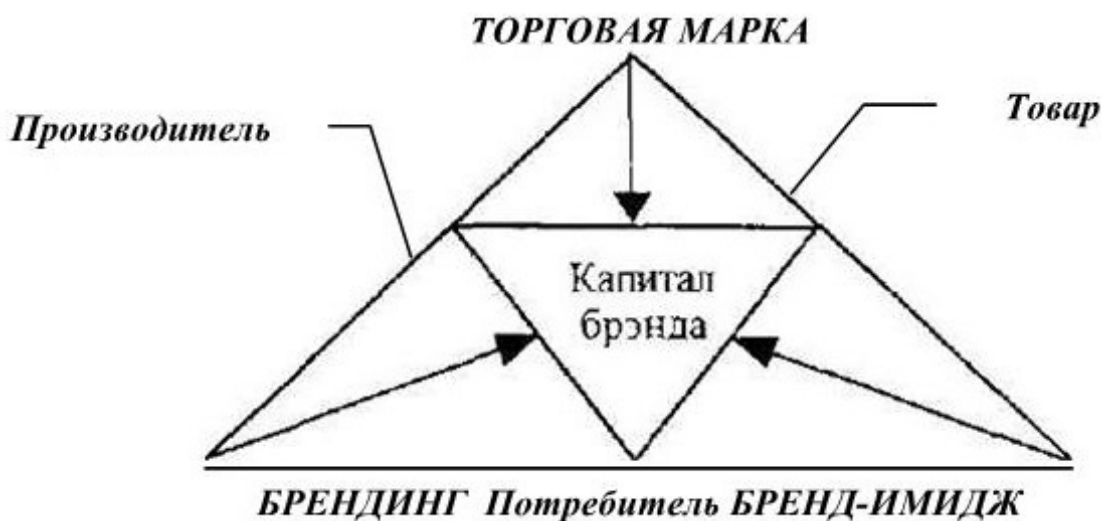 ТОРГОВАЯ МАРКА
Производитель
Товар
Капитал
брэнда
БРЕНДИНГ Потребитель БРЕНД-ИМИДЖ